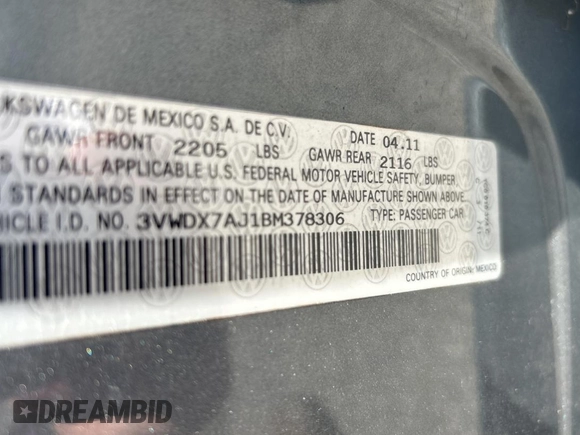 KSWAGEN DE MEXICO S.A. DE C.V.
DATE 04.11
GAWR FRONT 2205 LBS GAWR REAR 2116 LBS
S TO ALL APPLICABLE U.S. FEDERAL MOTOR VEHICLE SAFETY, BUMPER,
STANDARDS IN EFFECT ON THE DATE OF MANUFACTURE SHOWN ABOVE
HICLE I.D. NO. 3VWDX7AJ1BM378306 TYPE: PASSENGER CAR
COUNTRY OF ORIGIN: MEXICO
DREAMBID